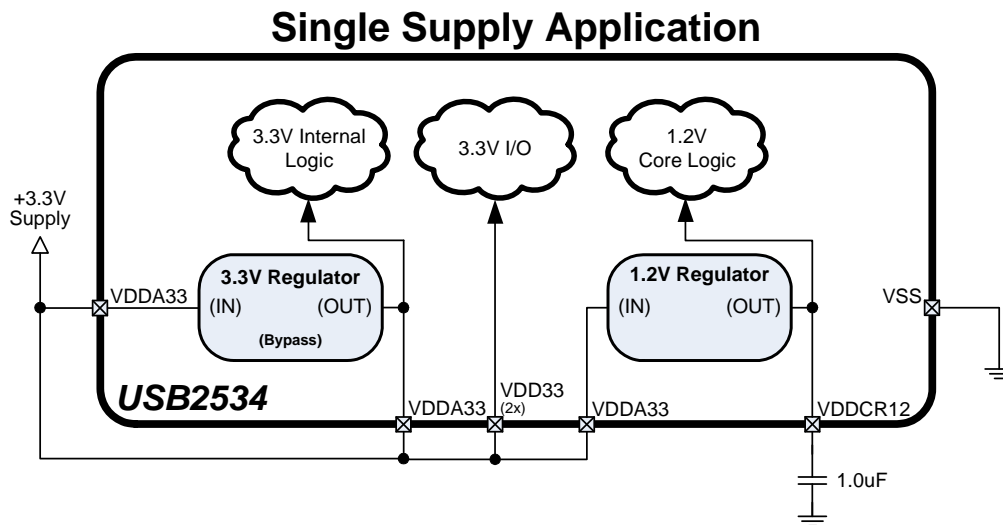 Single Supply Application
3.3V Internal
Logic
3.3V I/O
1.2V
Core Logic
+3.3V
Supply
VDDA33
3.3V Regulator
(IN)
(OUT)
(Bypass)
1.2V Regulator
(IN)
(OUT)
VSS
USB2534
VDDA33
VDD33
(2x)
VDDA33
VDDCR12
1.0uF